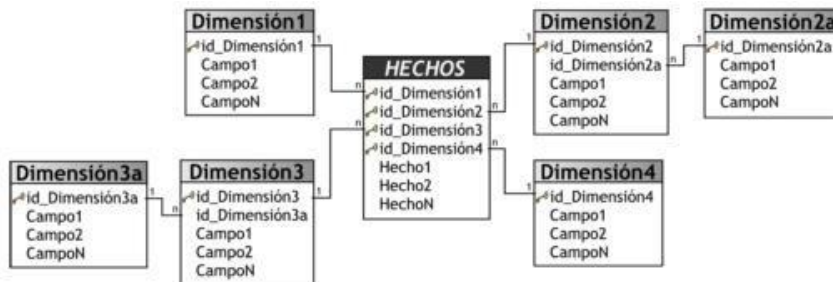 Dimensión1
id_Dimensión1
Campo1
Campo2
CampoN
HECHOS
id_Dimensión1
id_Dimensión2
id_Dimensión3
id_Dimensión4
Hecho1
Hecho2
HechoN
Dimensión2
id_Dimensión2
id_Dimensión2a
Campo1
Campo2
CampoN
Dimensión2a
id_Dimensión2a
Campo1
Campo2
CampoN
Dimensión3a
id_Dimensión3a
Campo1
Campo2
CampoN
Dimensión3
id_Dimensión3
id_Dimensión3a
Campo1
Campo2
CampoN
Dimensión4
id_Dimensión4
Campo1
Campo2
CampoN
1
n
1
n
1
n
1
n
1
n
1
n